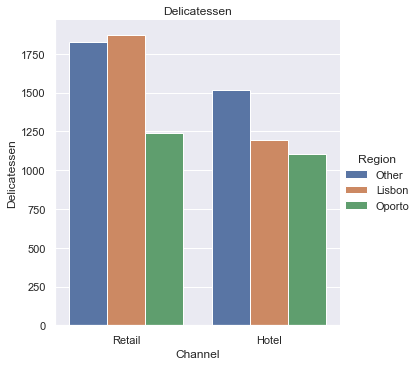 Delicatessen
1750
1500
1250
1000
750
500
250
0
Delicatessen
Retail
Hotel
Channel
Region
Other
Lisbon
Oporto